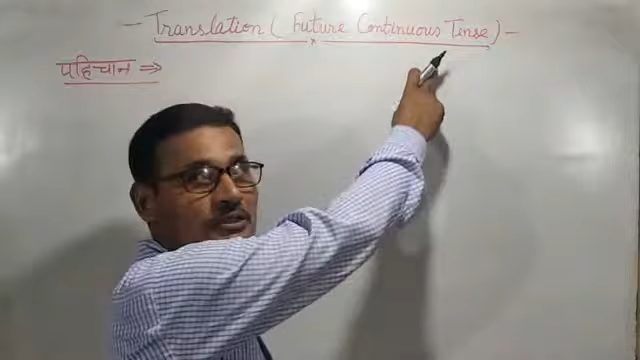 - Translation ( Future Continuous Tense ) -
पहिचान ⇒